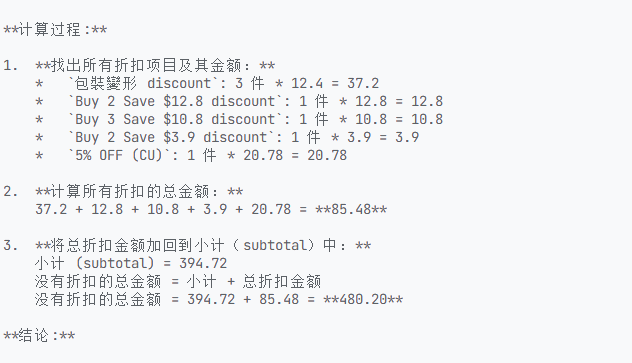 **计算过程:**
1. **找出所有折扣项目及其金额：**
* `包裝變形 discount`: 3 件 * 12.4 = 37.2
* `Buy 2 Save $12.8 discount`: 1 件 * 12.8 = 12.8
* `Buy 3 Save $10.8 discount`: 1 件 * 10.8 = 10.8
* `Buy 2 Save $3.9 discount`: 1 件 * 3.9 = 3.9
* `5% OFF (CU)`: 1 件 * 20.78 = 20.78
2. **计算所有折扣的总金额：**
37.2 + 12.8 + 10.8 + 3.9 + 20.78 = **85.48**
3. **将总折扣金额加回到小计（subtotal）中：**
小计 (subtotal) = 394.72
没有折扣的总金额 = 小计 + 总折扣金额
没有折扣的总金额 = 394.72 + 85.48 = **480.20**
**结论:**